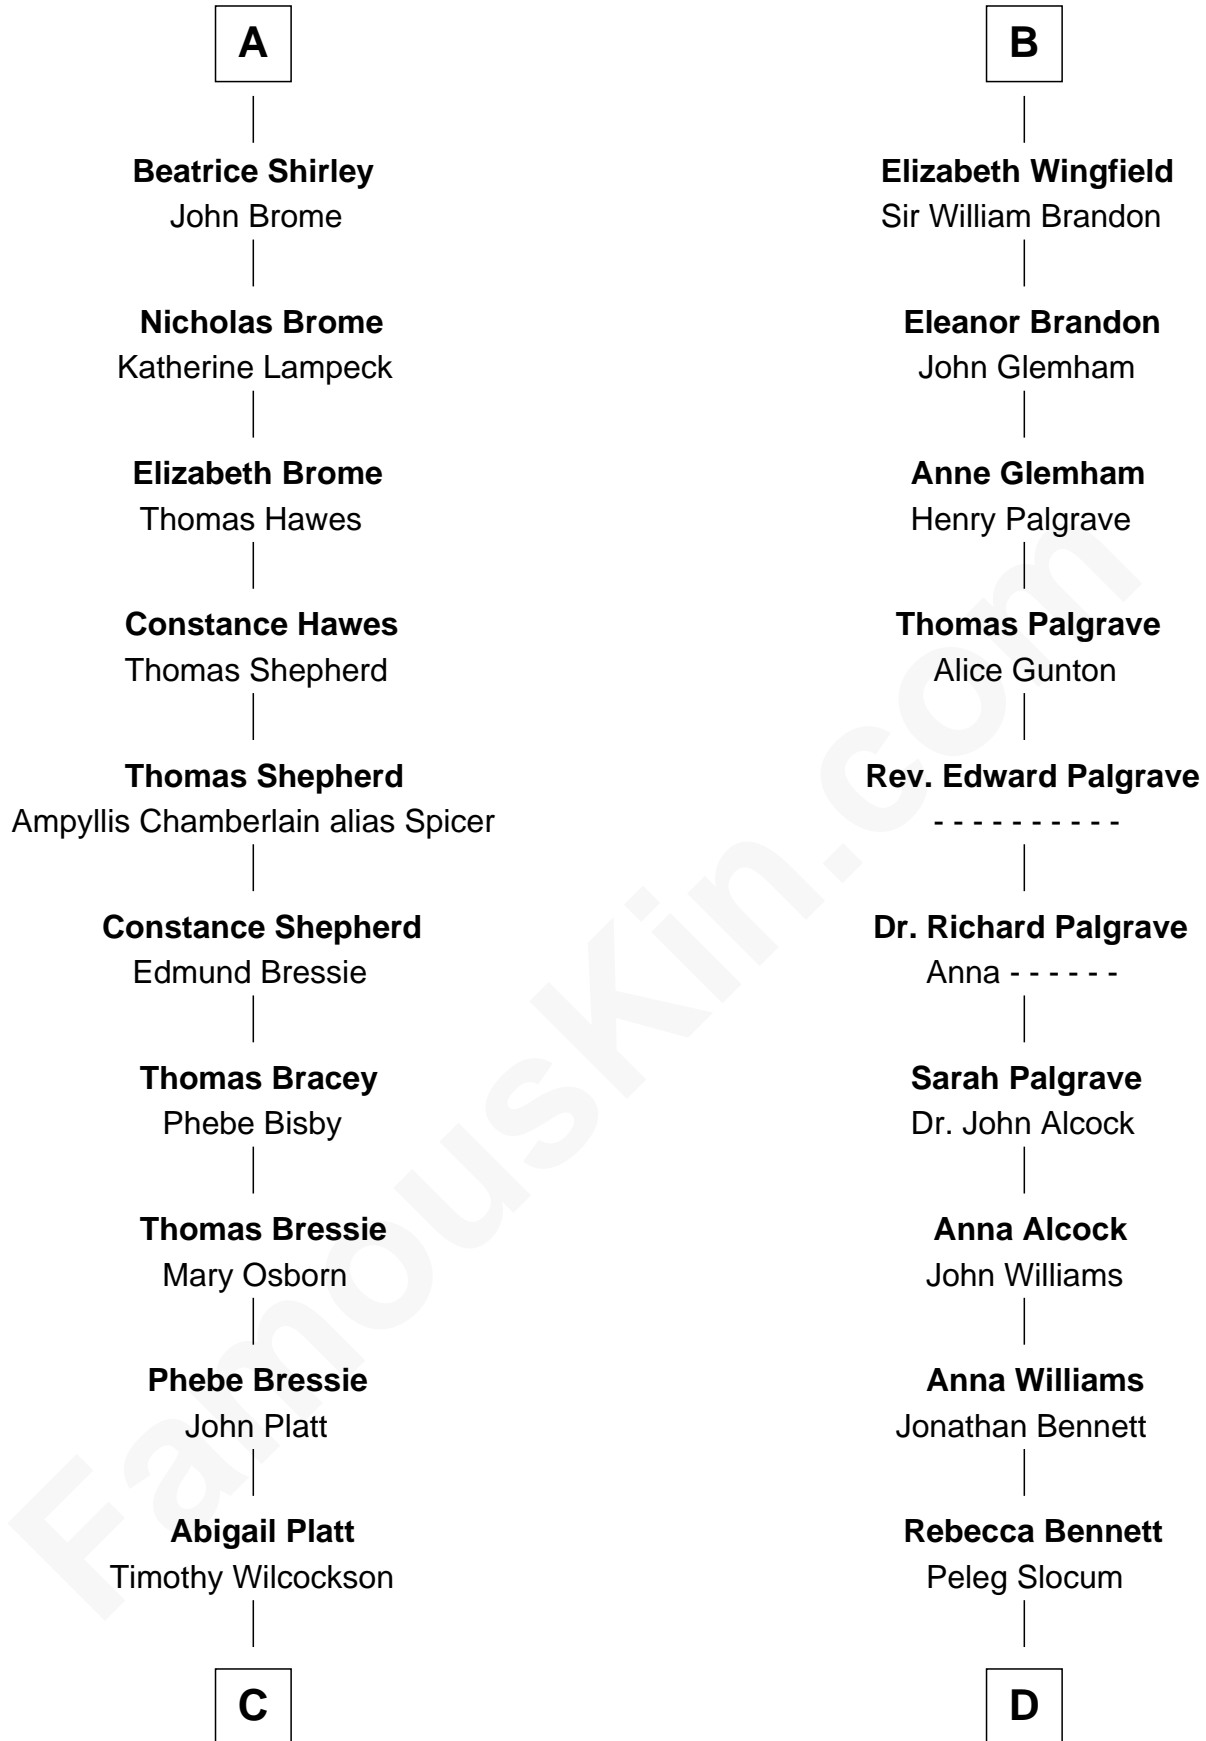 A
Beatrice Shirley
John Brome
Nicholas Brome
Katherine Lampeck
Elizabeth Brome
Thomas Hawes
Constance Hawes
Thomas Shepherd
Thomas Shepherd
Ampyllis Chamberlain alias Spicer
Constance Shepherd
Edmund Bressie
Thomas Bracey
Phebe Bisby
Thomas Bressie
Mary Osborn
Phebe Bressie
John Platt
Abigail Platt
Timothy Wilcockson
C
B
Elizabeth Wingfield
Sir William Brandon
Eleanor Brandon
John Glemham
Anne Glemham
Henry Palgrave
Thomas Palgrave
Alice Gunton
Rev. Edward Palgrave
- - - - - - - - - -
Dr. Richard Palgrave
Anna - - - - - -
Sarah Palgrave
Dr. John Alcock
Anna Alcock
John Williams
Anna Williams
Jonathan Bennett
Rebecca Bennett
Peleg Slocum
D
FamousKin.com